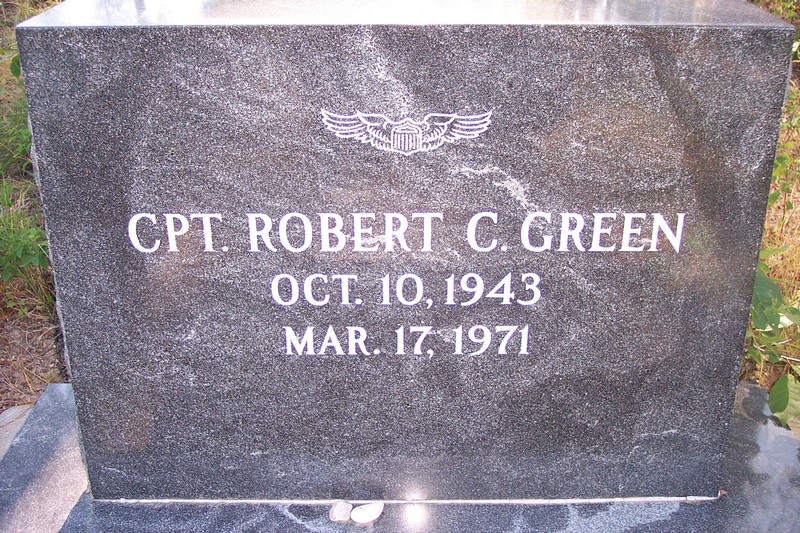 CPT. ROBERT C. GREEN
OCT. 10, 1943
MAR. 17, 1971